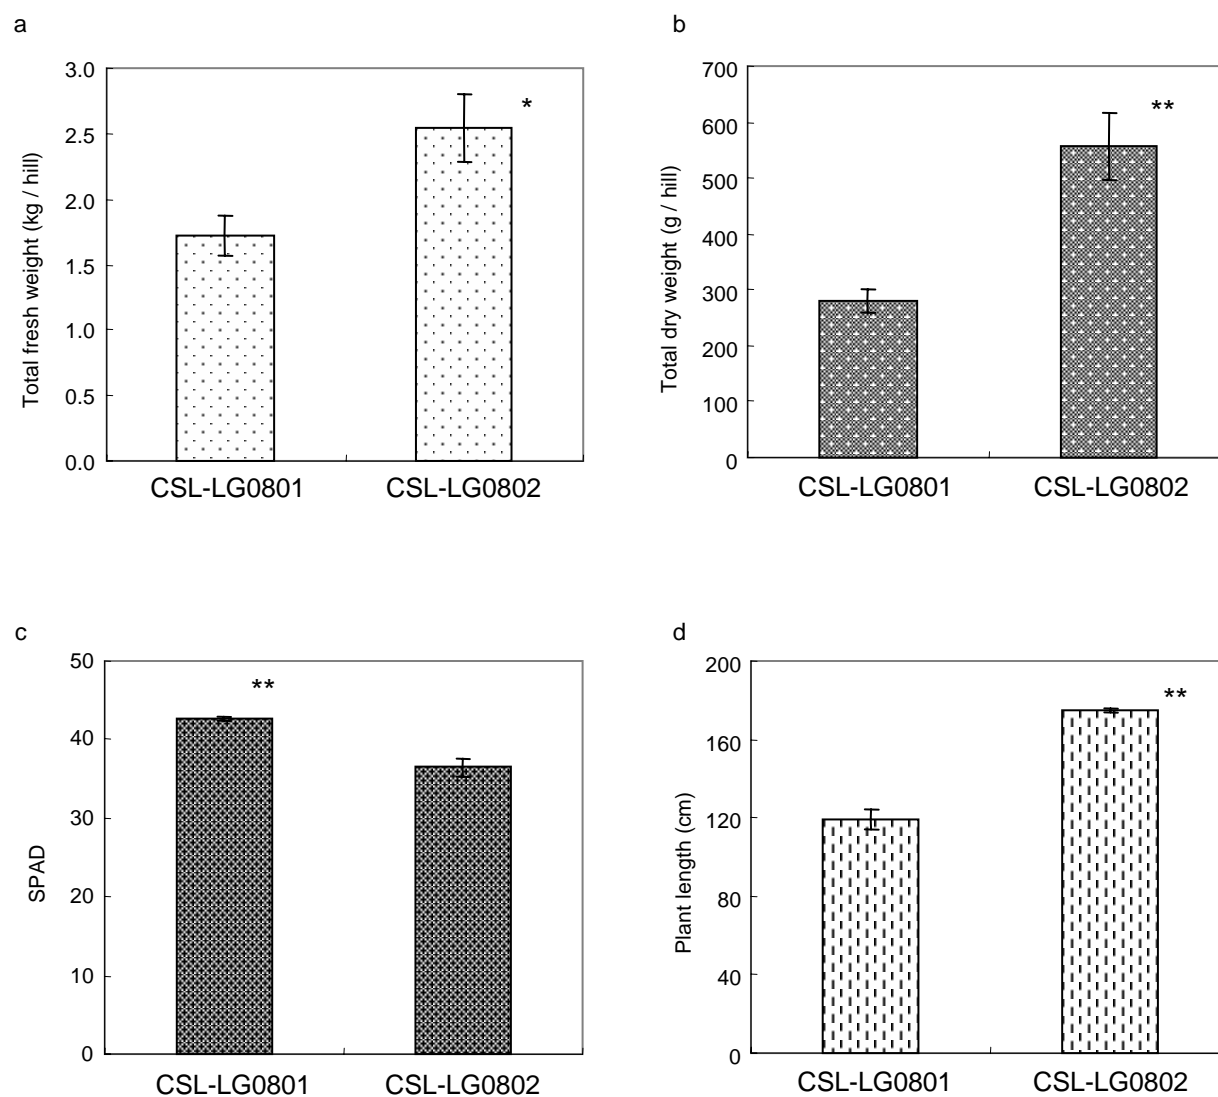 a
Total fresh weight (kg / hill)
3.0
2.5
2.0
1.5
1.0
0.5
0.0
*
CSL-LG0801
CSL-LG0802
b
Total dry weight (g / hill)
700
600
500
400
300
200
100
0
**
CSL-LG0801
CSL-LG0802
c
SPAD
50
40
30
20
10
0
**
CSL-LG0801
CSL-LG0802
d
Plant length (cm)
200
160
120
80
40
0
**
CSL-LG0801
CSL-LG0802